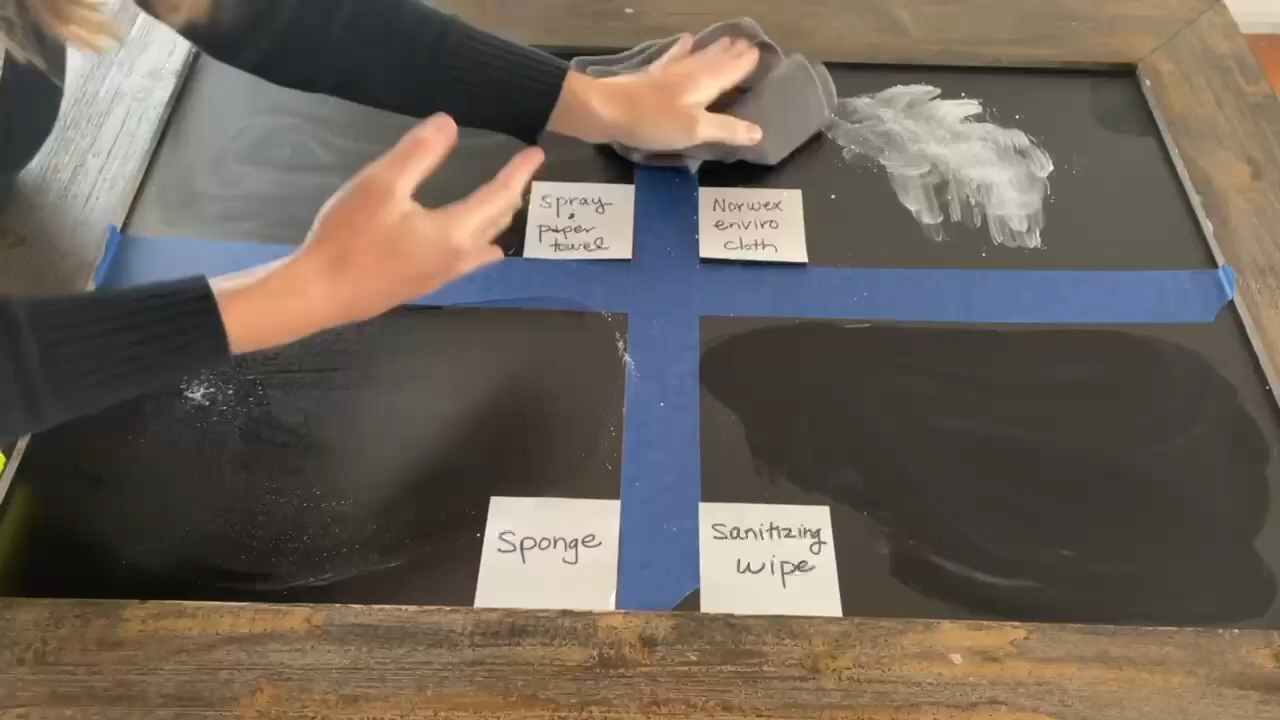 Spray
&
paper
towel
Norwex
enviro
cloth
Sponge
Sanitizing
wipe